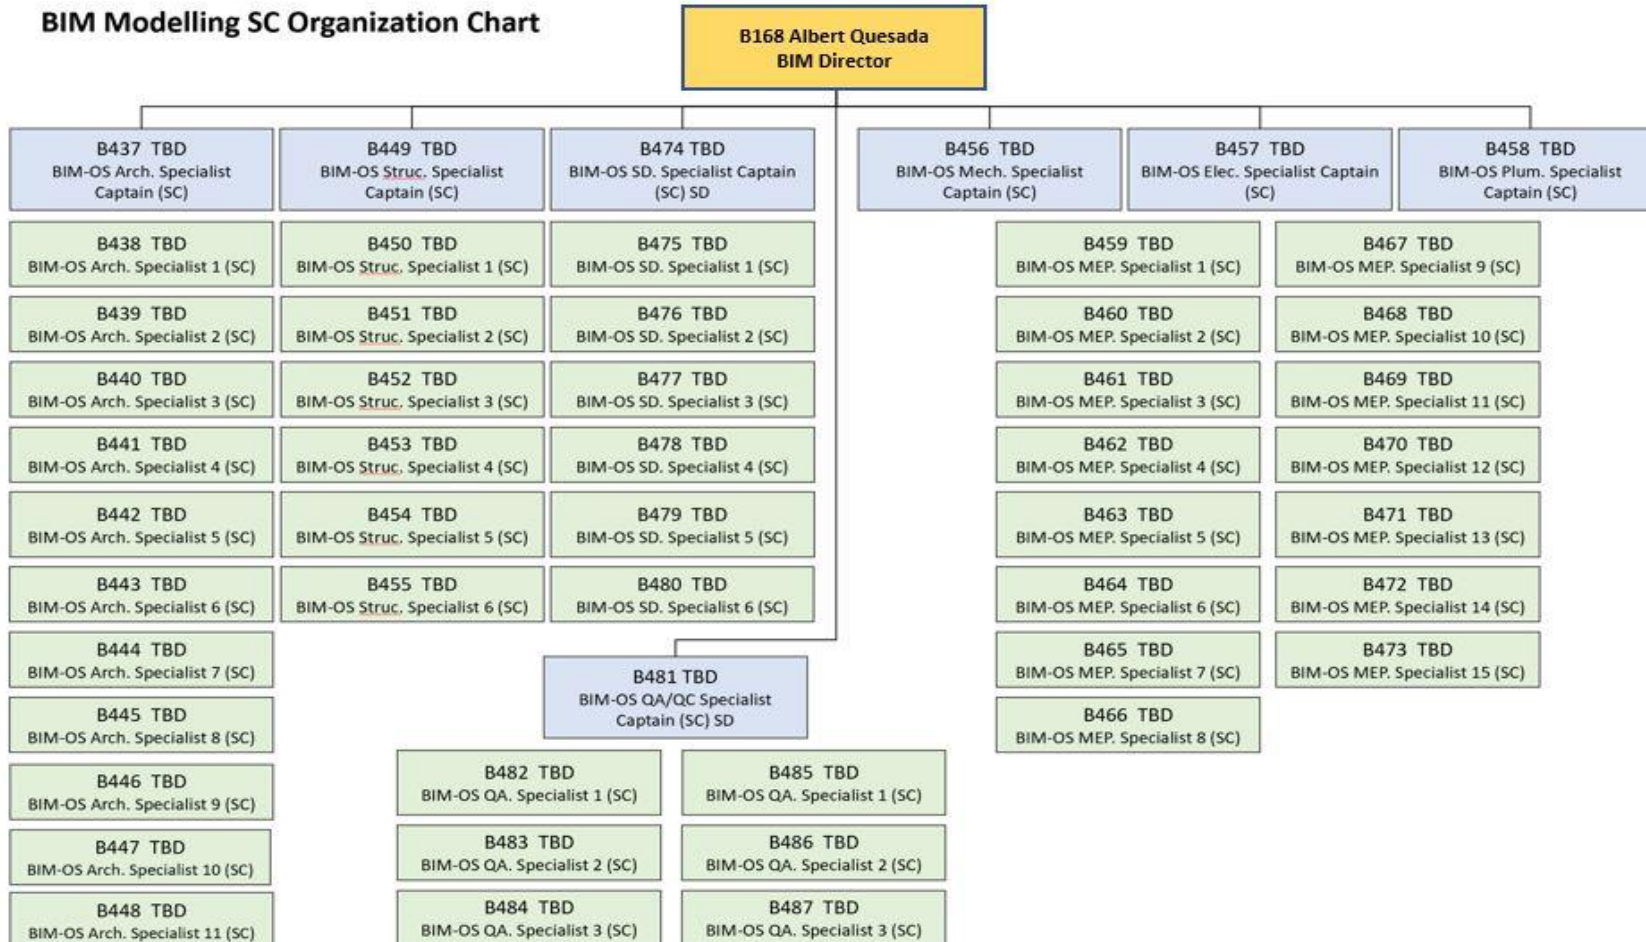 BIM Modelling SC Organization Chart
B168 Albert Quesada
BIM Director
B437 TBD
BIM-OS Arch. Specialist
Captain (SC)
B449 TBD
BIM-OS Struc. Specialist
Captain (SC)
B474 TBD
BIM-OS SD. Specialist Captain
(SC) SD
B456 TBD
BIM-OS Mech. Specialist
Captain (SC)
B457 TBD
BIM-OS Elec. Specialist Captain
(SC)
B458 TBD
BIM-OS Plum. Specialist
Captain (SC)
B438 TBD
BIM-OS Arch. Specialist 1 (SC)
B439 TBD
BIM-OS Arch. Specialist 2 (SC)
B440 TBD
BIM-OS Arch. Specialist 3 (SC)
B441 TBD
BIM-OS Arch. Specialist 4 (SC)
B442 TBD
BIM-OS Arch. Specialist 5 (SC)
B443 TBD
BIM-OS Arch. Specialist 6 (SC)
B444 TBD
BIM-OS Arch. Specialist 7 (SC)
B445 TBD
BIM-OS Arch. Specialist 8 (SC)
B446 TBD
BIM-OS Arch. Specialist 9 (SC)
B447 TBD
BIM-OS Arch. Specialist 10 (SC)
B448 TBD
BIM-OS Arch. Specialist 11 (SC)
B450 TBD
BIM-OS Struc. Specialist 1 (SC)
B451 TBD
BIM-OS Struc. Specialist 2 (SC)
B452 TBD
BIM-OS Struc. Specialist 3 (SC)
B453 TBD
BIM-OS Struc. Specialist 4 (SC)
B454 TBD
BIM-OS Struc. Specialist 5 (SC)
B455 TBD
BIM-OS Struc. Specialist 6 (SC)
B475 TBD
BIM-OS SD. Specialist 1 (SC)
B476 TBD
BIM-OS SD. Specialist 2 (SC)
B477 TBD
BIM-OS SD. Specialist 3 (SC)
B478 TBD
BIM-OS SD. Specialist 4 (SC)
B479 TBD
BIM-OS SD. Specialist 5 (SC)
B480 TBD
BIM-OS SD. Specialist 6 (SC)
B481 TBD
BIM-OS QA/QC Specialist
Captain (SC) SD
B482 TBD
BIM-OS QA. Specialist 1 (SC)
B483 TBD
BIM-OS QA. Specialist 2 (SC)
B484 TBD
BIM-OS QA. Specialist 3 (SC)
B485 TBD
BIM-OS QA. Specialist 1 (SC)
B486 TBD
BIM-OS QA. Specialist 2 (SC)
B487 TBD
BIM-OS QA. Specialist 3 (SC)
B459 TBD
BIM-OS MEP. Specialist 1 (SC)
B460 TBD
BIM-OS MEP. Specialist 2 (SC)
B461 TBD
BIM-OS MEP. Specialist 3 (SC)
B462 TBD
BIM-OS MEP. Specialist 4 (SC)
B463 TBD
BIM-OS MEP. Specialist 5 (SC)
B464 TBD
BIM-OS MEP. Specialist 6 (SC)
B465 TBD
BIM-OS MEP. Specialist 7 (SC)
B466 TBD
BIM-OS MEP. Specialist 8 (SC)
B467 TBD
BIM-OS MEP. Specialist 9 (SC)
B468 TBD
BIM-OS MEP. Specialist 10 (SC)
B469 TBD
BIM-OS MEP. Specialist 11 (SC)
B470 TBD
BIM-OS MEP. Specialist 12 (SC)
B471 TBD
BIM-OS MEP. Specialist 13 (SC)
B472 TBD
BIM-OS MEP. Specialist 14 (SC)
B473 TBD
BIM-OS MEP. Specialist 15 (SC)